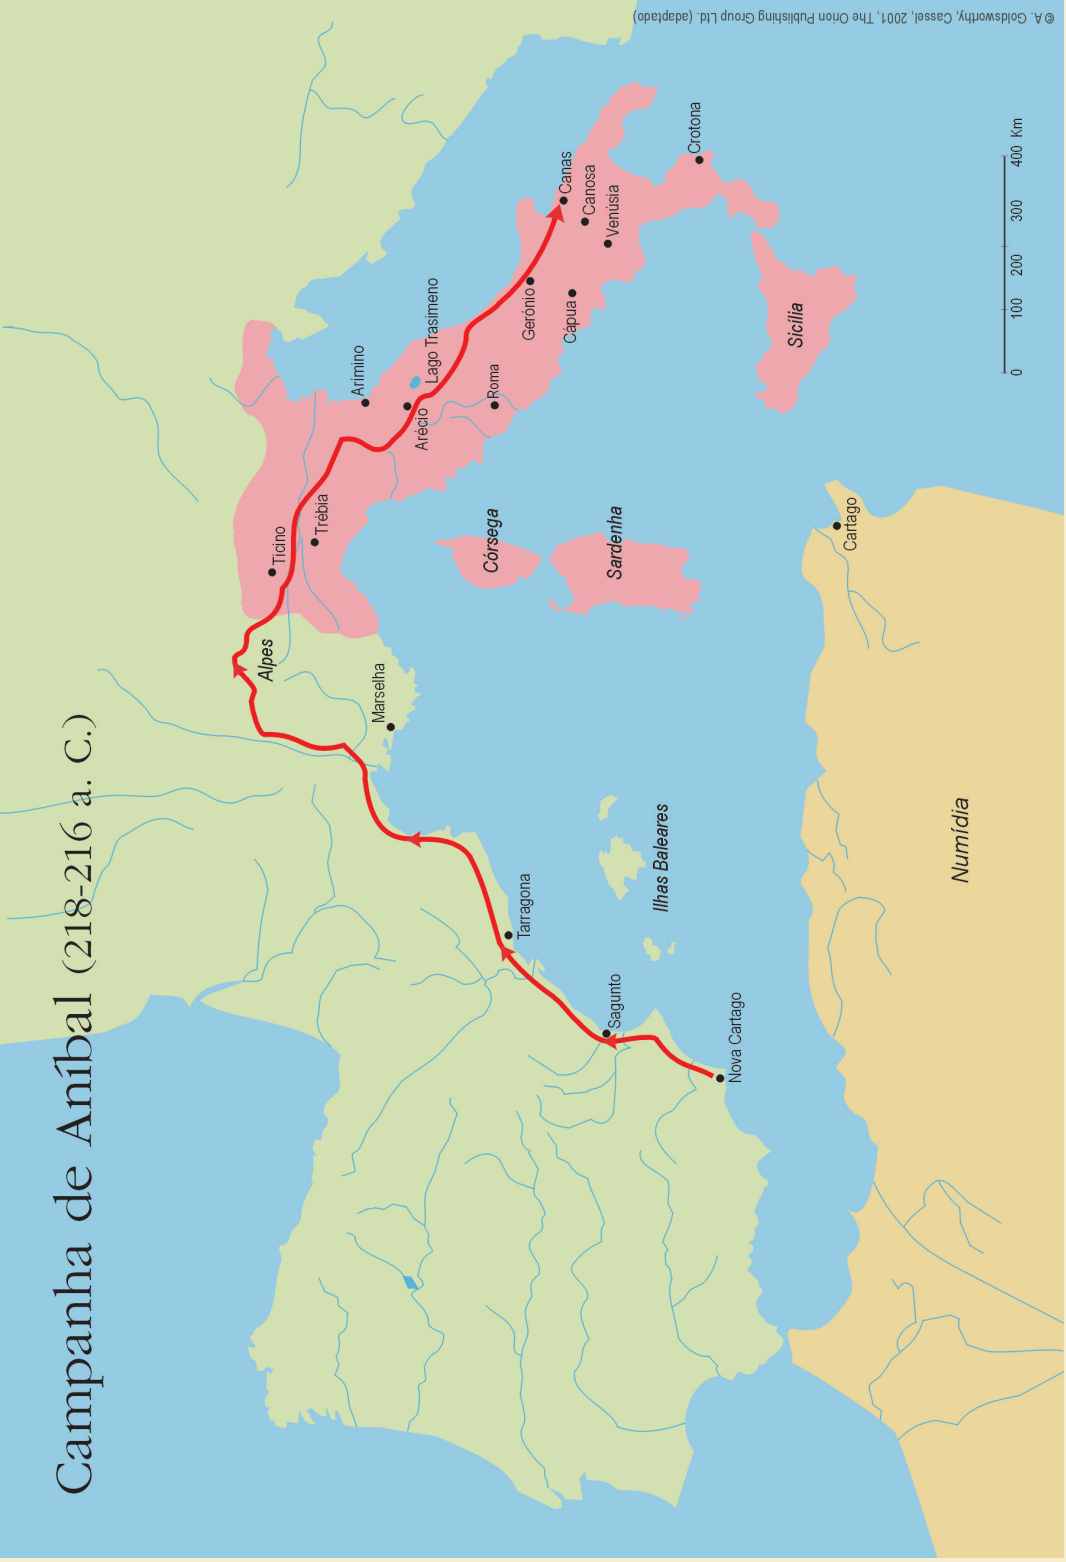 Campanha de Aníbal (218-216 a. C.)
Alpes
Ticino
Trébia
Arimino
Marselha
Arécio
Lago Trasimeno
Roma
Córsega
Gerónio
Canas
Cápua
Canosa
Venúsia
Tarragona
Sardenha
Sagunto
Ilhas Baleares
Crotona
Nova Cartago
Sicília
Cartago
Numídia
0 100 200 300 400 Km
© A. Goldsworthy, Cassel, 2001, The Orion Publishing Group Ltd. (adaptado)